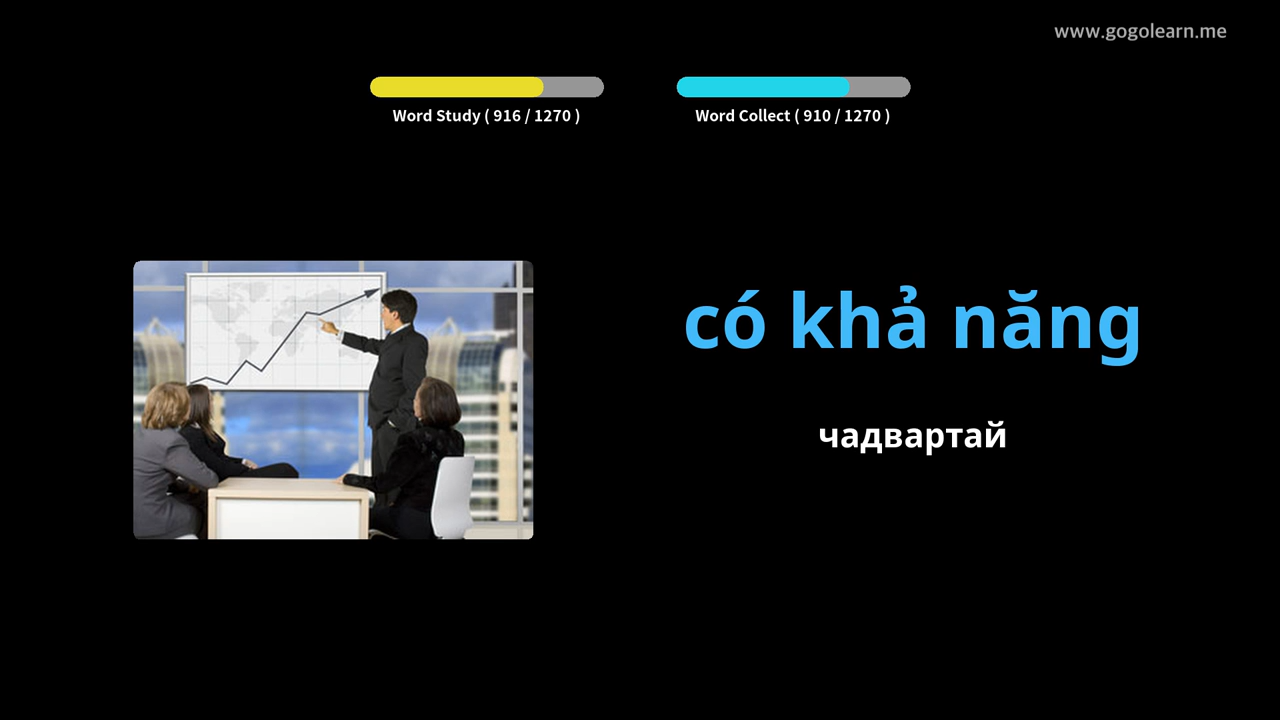 www.gogolearn.me
Word Study ( 916 / 1270 )
Word Collect ( 910 / 1270 )
có khả năng
чадвартай